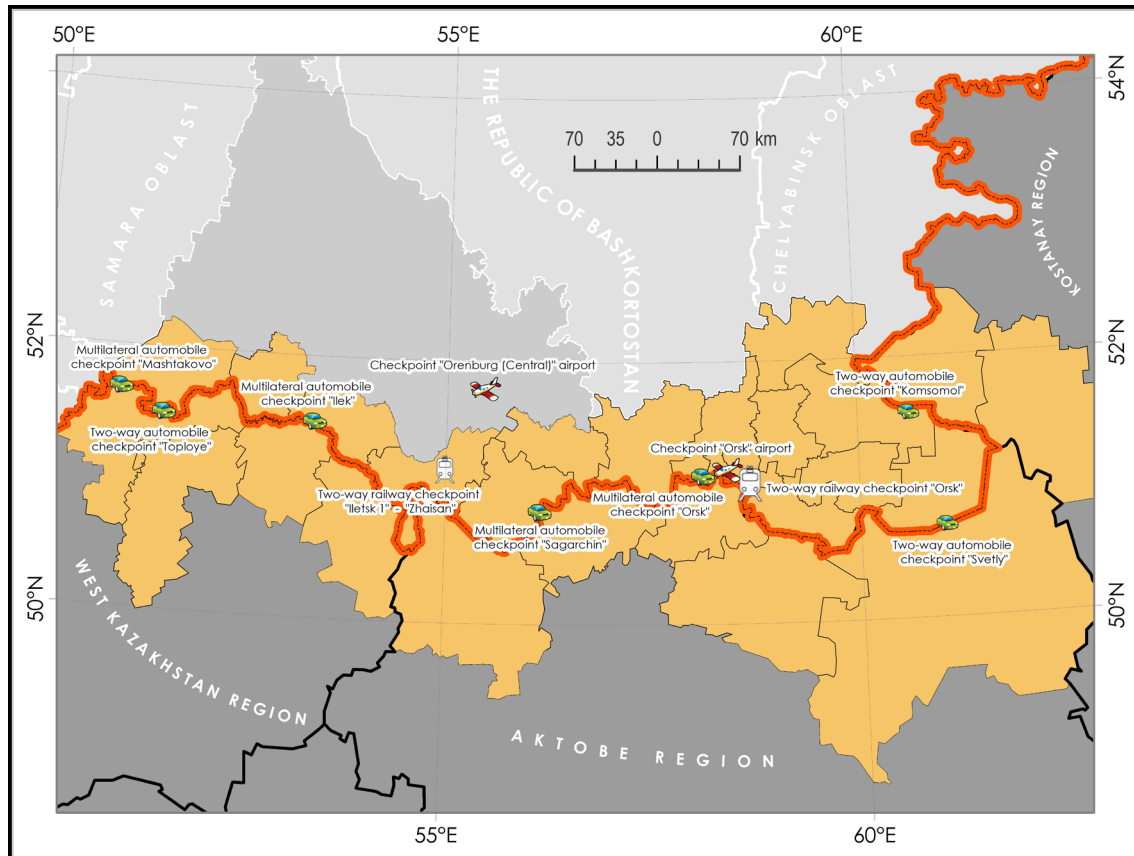 50°E
55°E
60°E
54°N
SAMARA OBLAST
THE REPUBLIC OF BASHKORTOSTAN
CHELYABINSK OBLAST
70 35 0 70 km
KOSTANAY REGION
52°N
52°N
Multilateral automobile
checkpoint "Mashtakovo"
Checkpoint "Orenburg (Central)" airport
Multilateral automobile
checkpoint "Ilek"
Two-way automobile
checkpoint "Komsomol"
Two-way automobile
checkpoint "Toploye"
Checkpoint "Orsk" airport
Two-way railway checkpoint
"Iletsk 1" - "Zhaisan"
Multilateral automobile
checkpoint "Orsk"
Two-way railway checkpoint "Orsk"
Multilateral automobile
checkpoint "Sagarchin"
Two-way automobile
checkpoint "Svetly"
50°N
50°N
WEST KAZAKHSTAN REGION
AKTOBE REGION
55°E
60°E